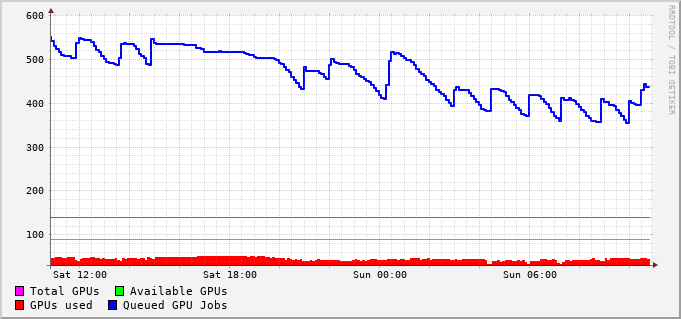 RRDTOOL / TOBI OETIKER
600
500
400
300
200
100
Sat 12:00 Sat 18:00 Sun 00:00 Sun 06:00
Total GPUs Available GPUs
GPUs used Queued GPU Jobs